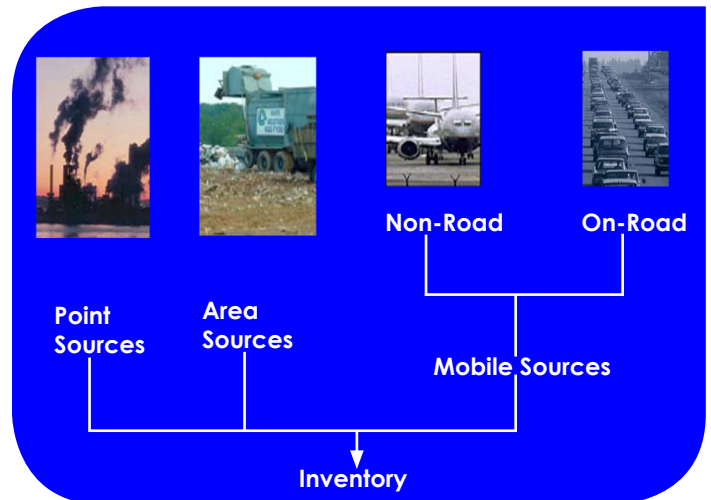 Non-Road
On-Road
Point
Sources
Area
Sources
Mobile Sources
Inventory